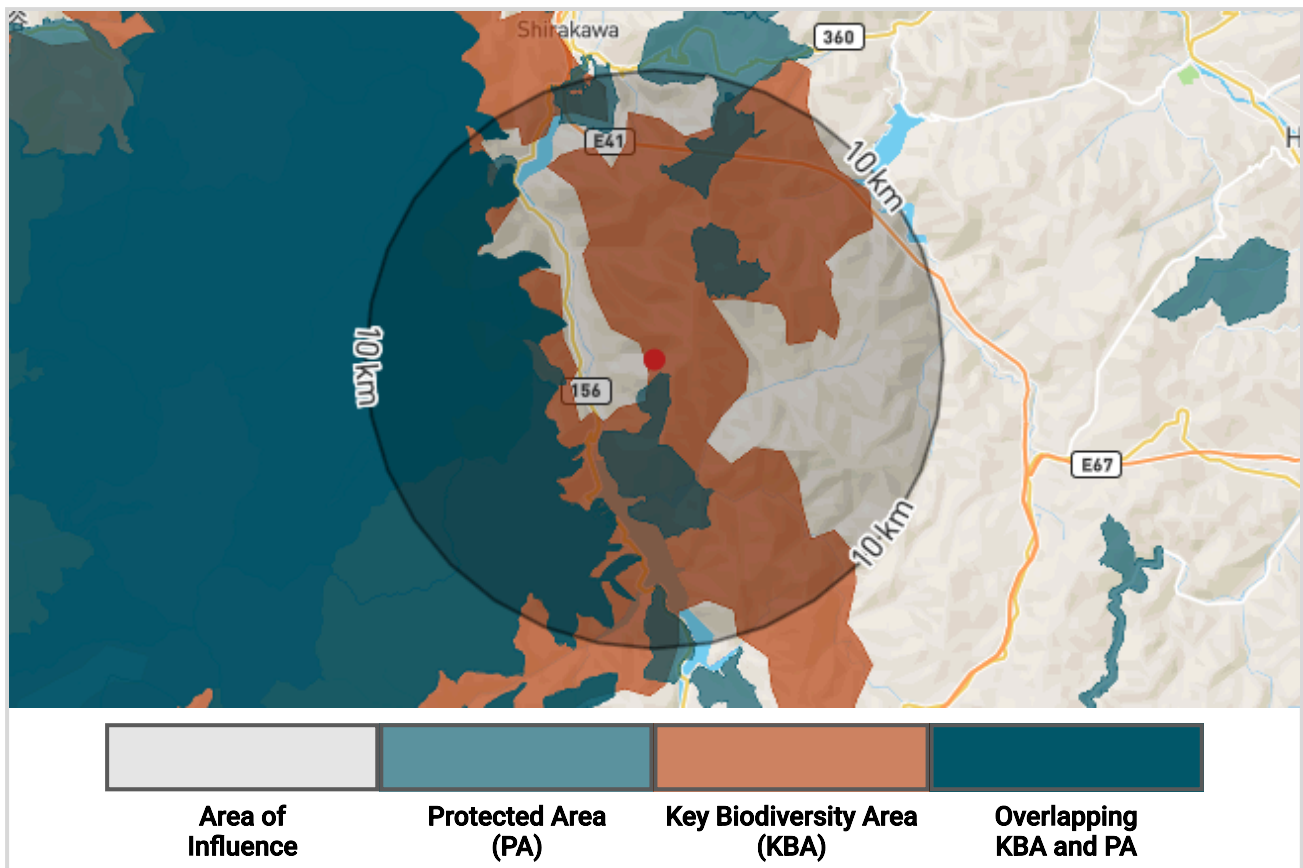 谷
Shirakawa
360
E41
10 km
10 km
156
H
E67
10 km
Area of
Influence
Protected Area
(PA)
Key Biodiversity Area
(KBA)
Overlapping
KBA and PA